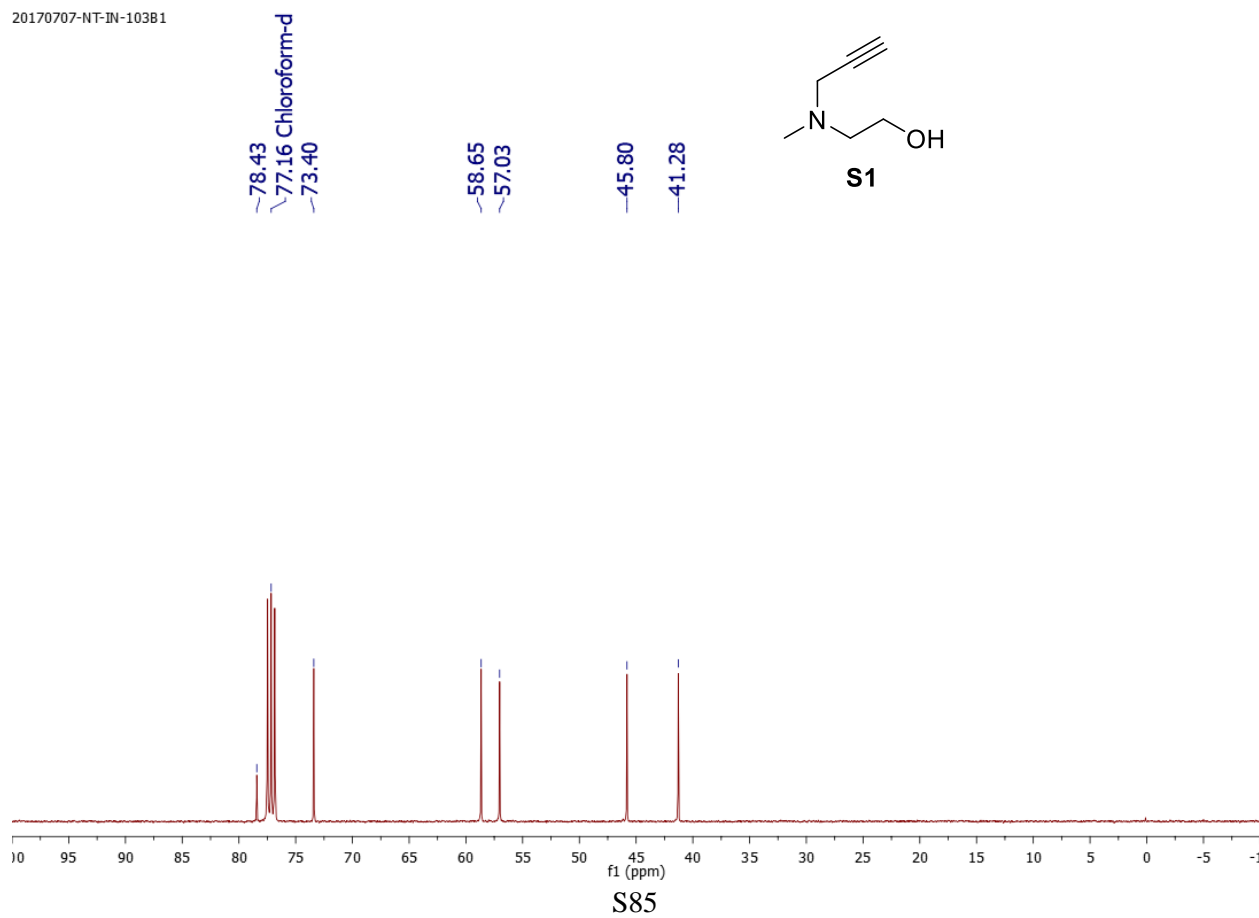 20170707-NT-IN-103B1
78.43
77.16 Chloroform-d
73.40
58.65
57.03
45.80
41.28
N
OH
S1
00 95 90 85 80 75 70 65 60 55 50 45 40 35 30 25 20 15 10 5 0 -5 -1
f1 (ppm)
S85